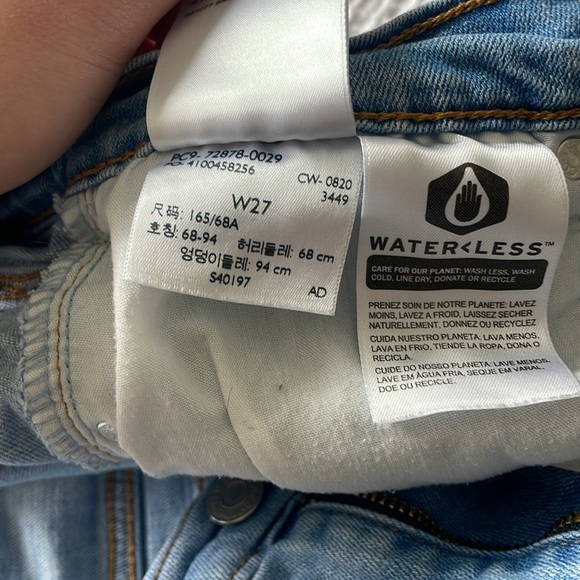 PC9- 72878-0029
4100458256
CW- 0820
3449
W27
尺码: 165/68A
호칭: 68-94 허리둘레: 68 cm
엉덩이둘레: 94 cm
S40197
AD
WATER<LESS™
CARE FOR OUR PLANET: WASH LESS, WASH
COLD, LINE DRY, DONATE OR RECYCLE
PRENEZ SOIN DE NOTRE PLANETE: LAVEZ
MOINS, LAVEZ A FROID, LAISSEZ SECHER
NATURELLEMENT, DONNEZ OU RECYCLEZ
CUIDA NUESTRO PLANETA: LAVA MENOS,
LAVA EN FRIO, TIENDE LA ROPA, DONA O
RECICLA.
CUIDE DO NOSSO PLANETA: LAVE MENOS,
LAVE EM ÁGUA FRIA, SEQUE EM VARAL,
DOE OU RECICLE.